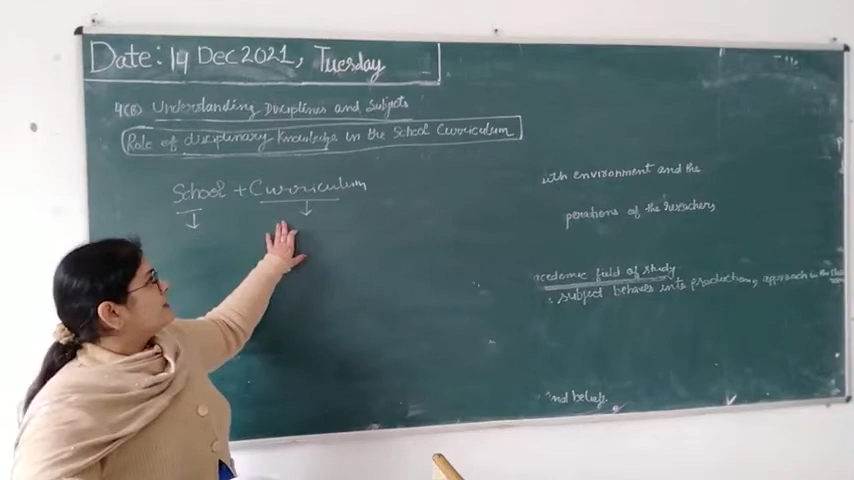 Date: 14 Dec 2021, Tuesday
4(B) Understanding Disciplines and Subjects
Role of disciplinary Knowledge in the School Curriculum
School + Curriculum
ith environment and the
perations of the
academic field of study
subject behaves into production, approach in the
nd beliefs.